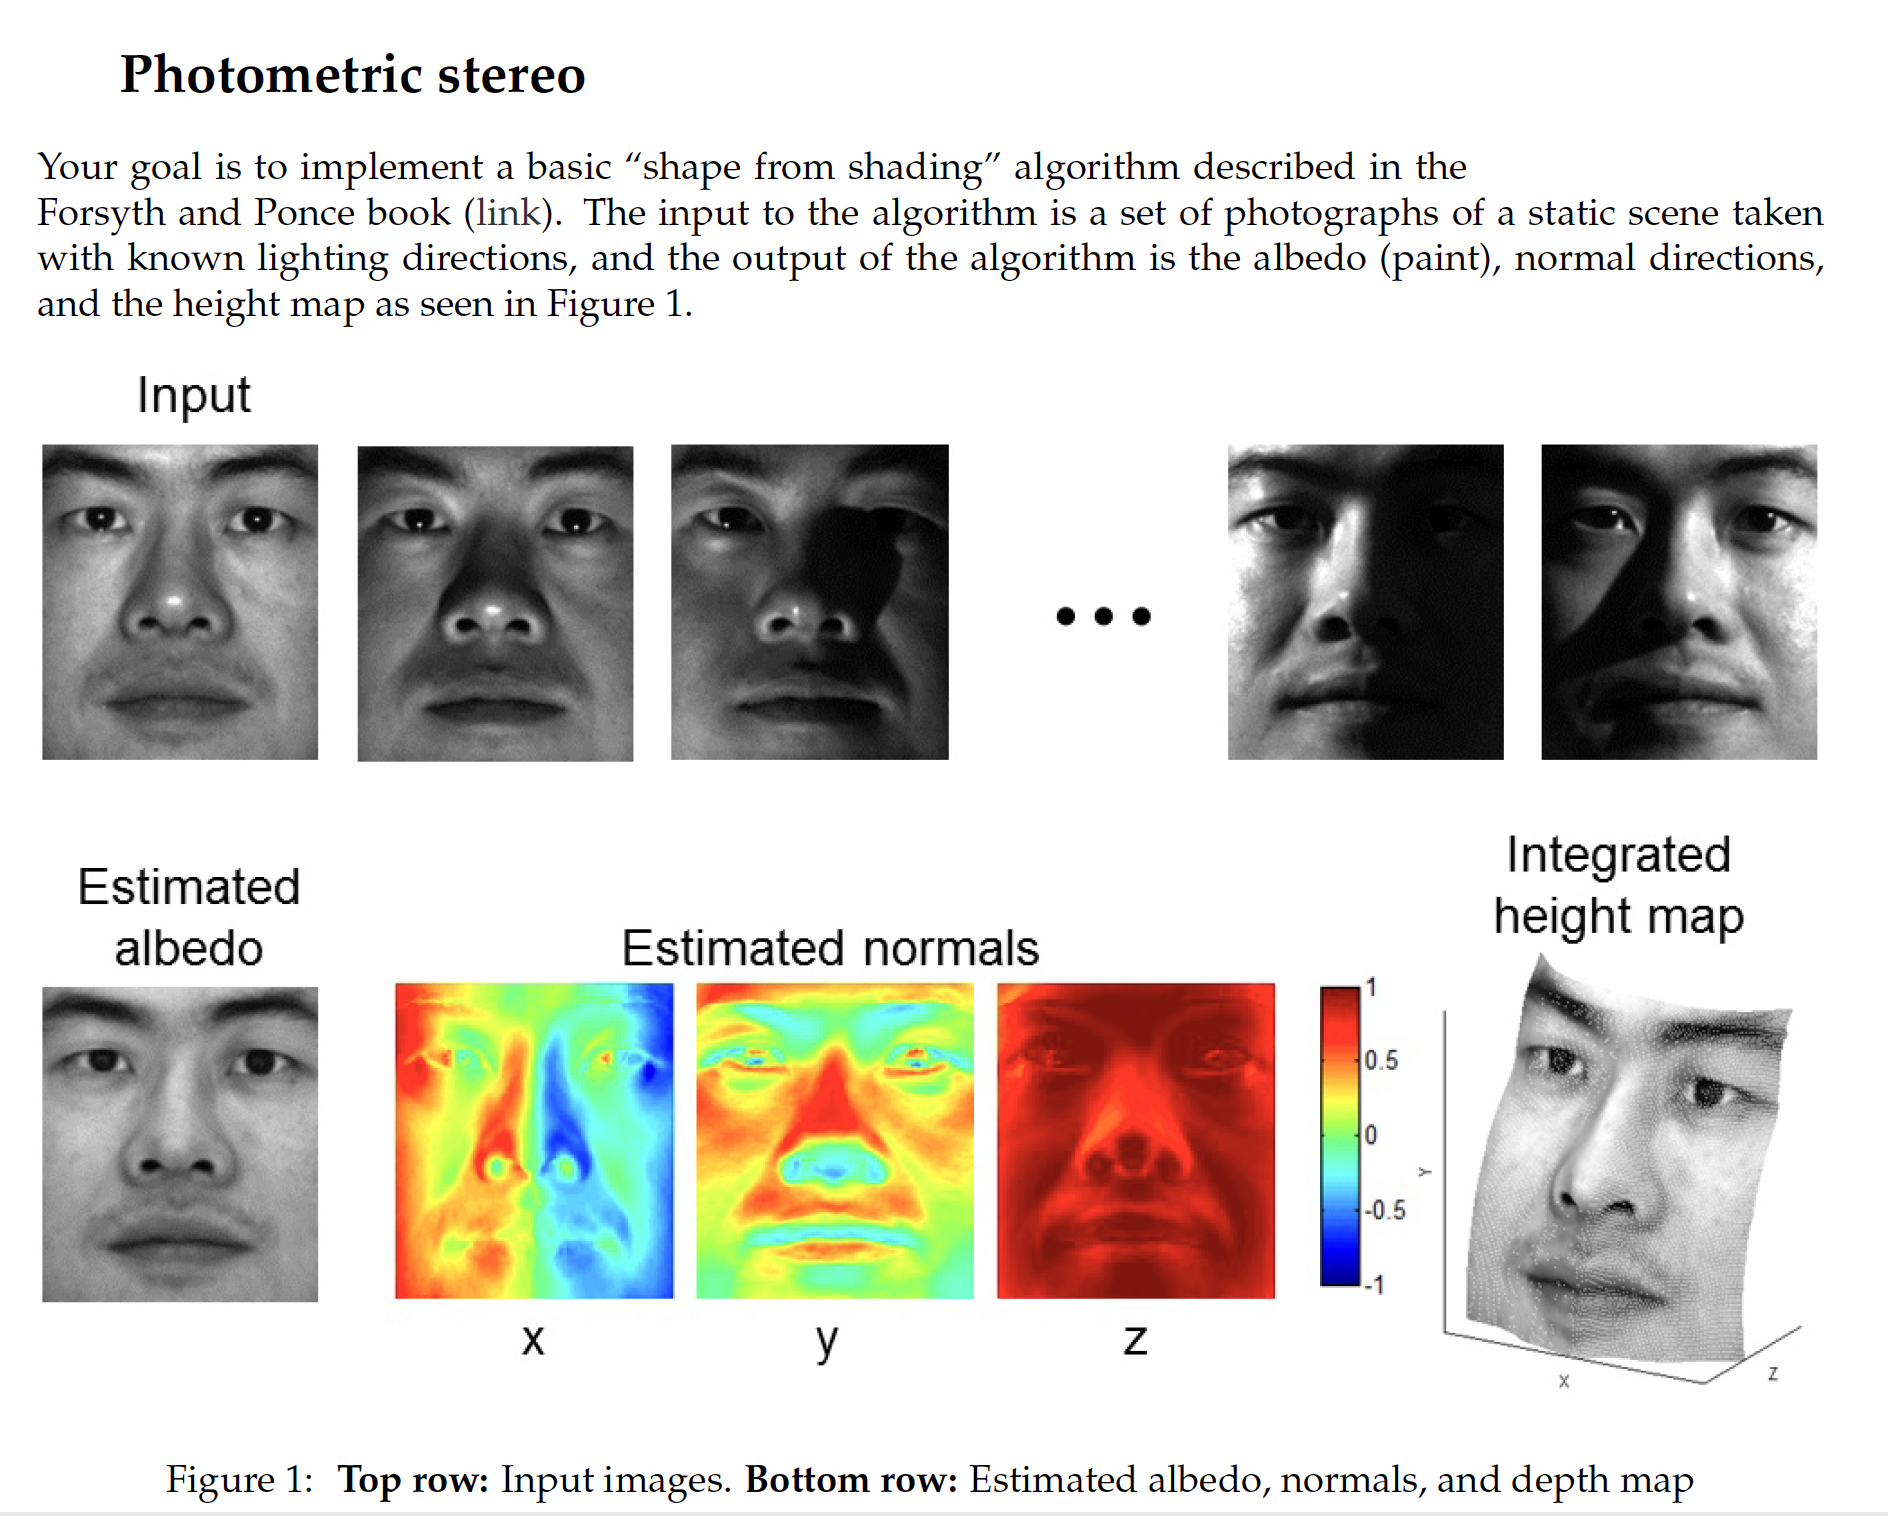 Photometric stereo
Your goal is to implement a basic “shape from shading” algorithm described in the
Forsyth and Ponce book (link). The input to the algorithm is a set of photographs of a static scene taken
with known lighting directions, and the output of the algorithm is the albedo (paint), normal directions,
and the height map as seen in Figure 1.
Input
Estimated
albedo
Estimated normals
Integrated
height map
1
0.5
0
-0.5
-1
x
y
z
Y
X
Z
Figure 1: Top row: Input images. Bottom row: Estimated albedo, normals, and depth map